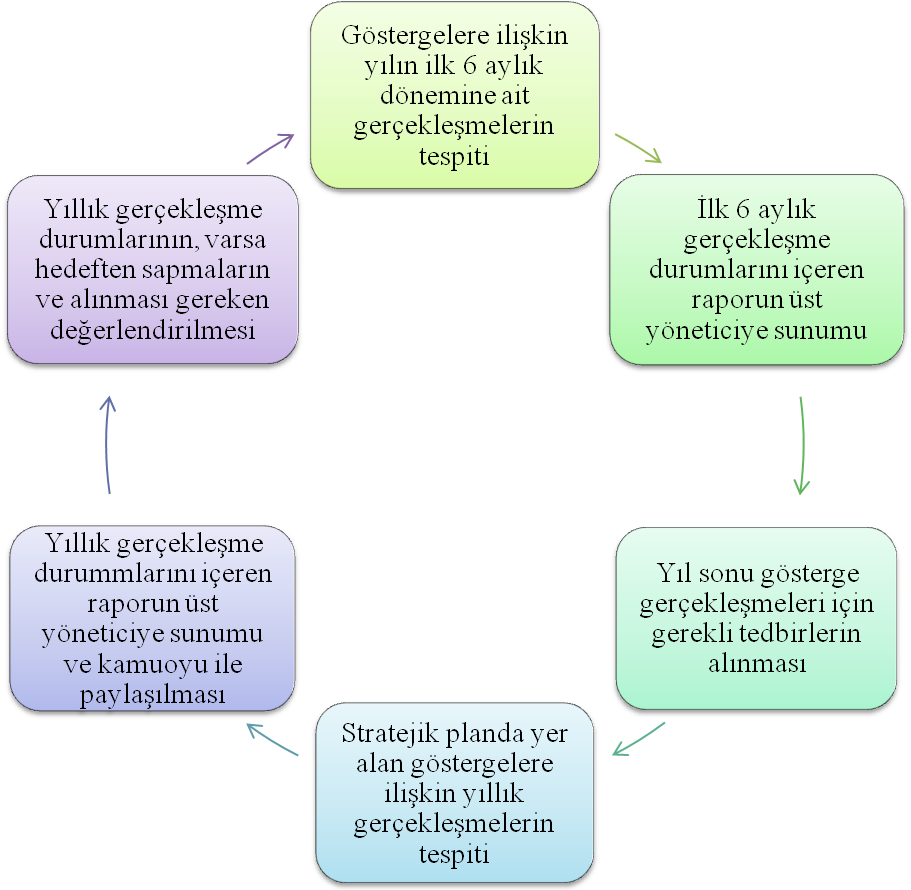 Göstergelere ilişkin
yılın ilk 6 aylık
dönemine ait
gerçekleşmelerin
tespiti
İlk 6 aylık
gerçekleşme
durumlarını içeren
raporun üst
yöneticiye sunumu
Yıl sonu gösterge
gerçekleşmeleri için
gerekli tedbirlerin
alınması
Stratejik planda yer
alan göstergelere
ilişkin yıllık
gerçekleşmelerin
tespiti
Yıllık gerçekleşme
durummlarını içeren
raporun üst
yöneticiye sunumu
ve kamuoyu ile
paylaşılması
Yıllık gerçekleşme
durumlarının, varsa
hedeften sapmaların
ve alınması gereken
değerlendirilmesi